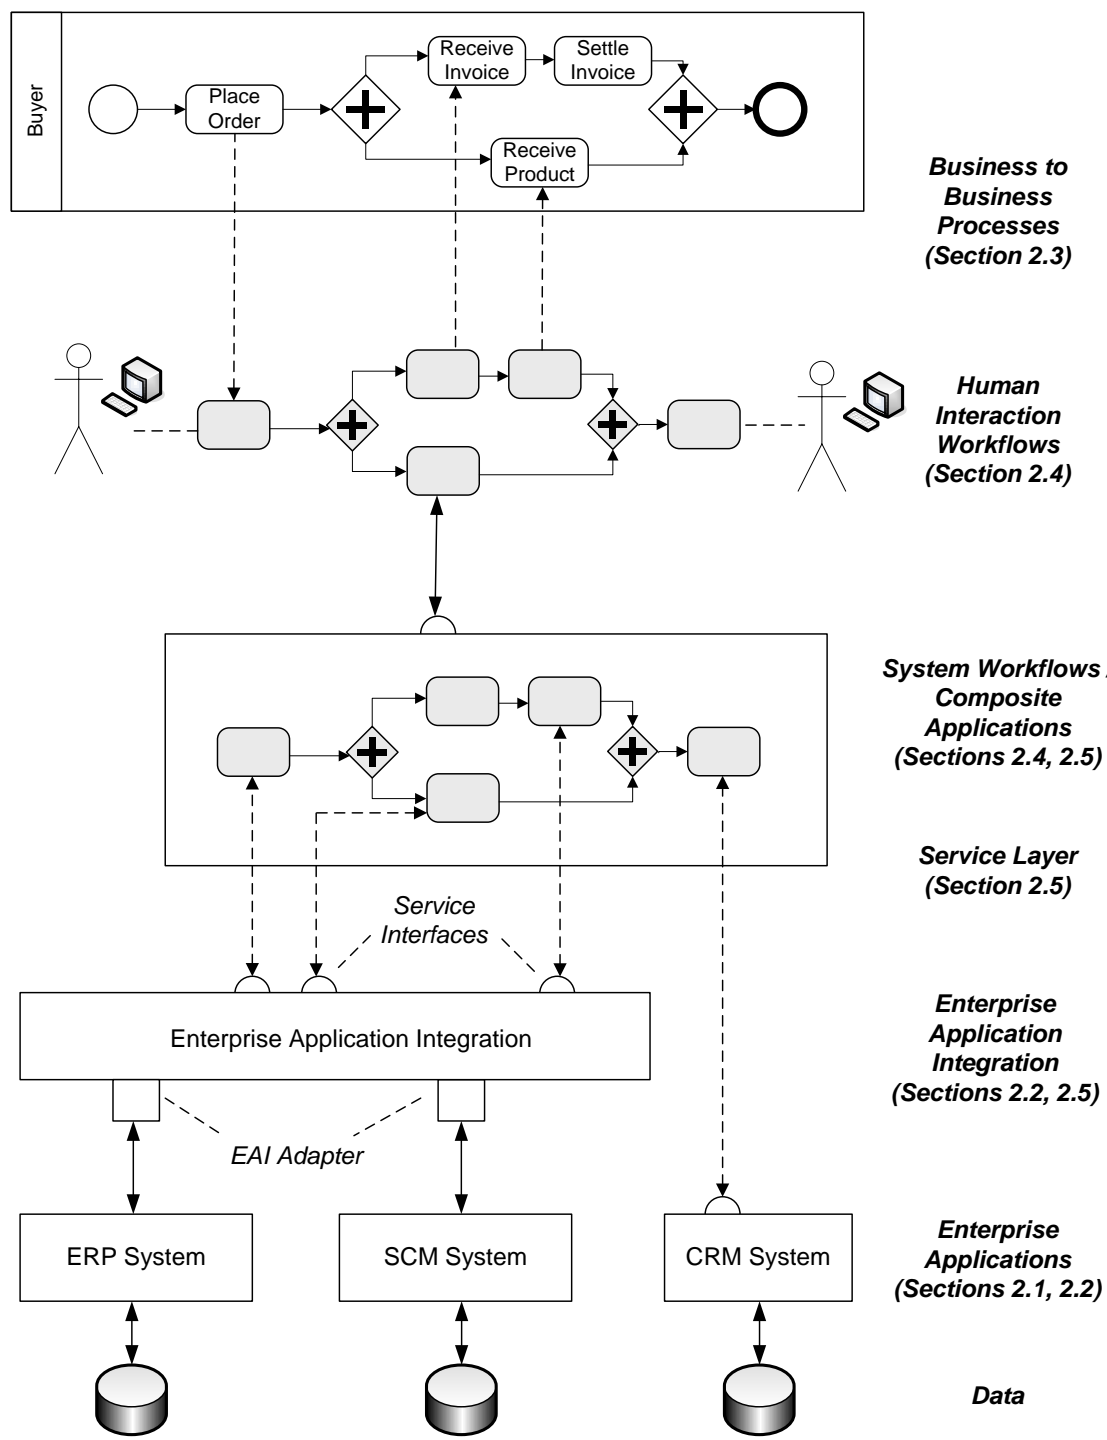 Buyer
Place
Order
Receive
Invoice
Settle
Invoice
Receive
Product
Business to
Business
Processes
(Section 2.3)
Human
Interaction
Workflows
(Section 2.4)
System Workflows /
Composite
Applications
(Sections 2.4, 2.5)
Service Layer
(Section 2.5)
Service
Interfaces
Enterprise Application Integration
Enterprise
Application
Integration
(Sections 2.2, 2.5)
EAI Adapter
ERP System
SCM System
CRM System
Enterprise
Applications
(Sections 2.1, 2.2)
Data